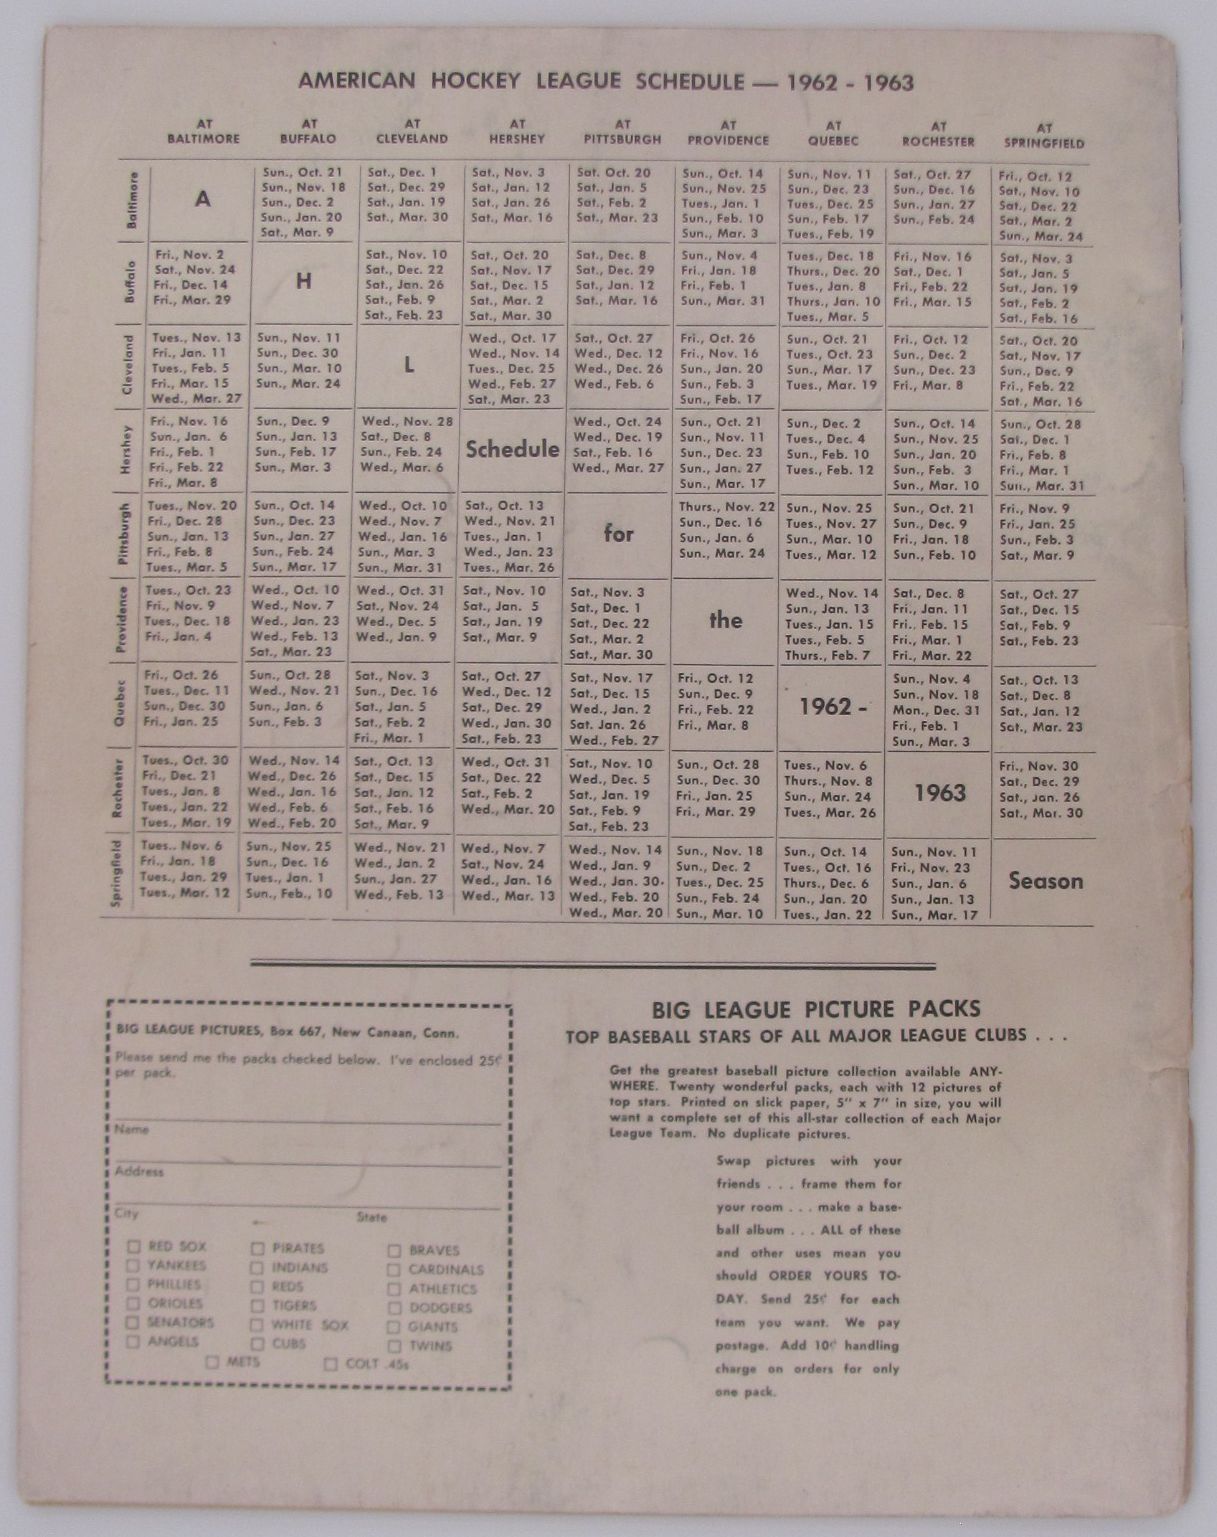 AMERICAN HOCKEY LEAGUE SCHEDULE — 1962 - 1963
AT BALTIMORE
AT BUFFALO
AT CLEVELAND
AT HERSHEY
AT PITTSBURGH
AT PROVIDENCE
AT QUEBEC
AT ROCHESTER
AT SPRINGFIELD
Baltimore
A
Sun., Oct. 21
Sun., Nov. 18
Sun., Dec. 2
Sun., Jan. 20
Sat., Mar. 9
Sat., Dec. 1
Sat., Dec. 29
Sat., Jan. 19
Sat., Mar. 30
Sat., Nov. 3
Sat., Jan. 12
Sat., Jan. 26
Sat., Mar. 16
Sat. Oct. 20
Sat., Jan. 5
Sat., Feb. 2
Sat., Mar. 23
Sun., Oct. 14
Sun., Nov. 25
Tues., Jan. 1
Sun., Feb. 10
Sun., Mar. 3
Sun., Nov. 11
Sun., Dec. 23
Tues., Dec. 25
Sun., Feb. 17
Tues., Feb. 19
Sat., Oct. 27
Sun., Dec. 16
Sun., Jan. 27
Sun., Feb. 24
Fri., Oct. 12
Sat., Nov. 10
Sat., Dec. 22
Sat., Mar. 2
Sun., Mar. 24
Buffalo
Fri., Nov. 2
Sat., Nov. 24
Fri., Dec. 14
Fri., Mar. 29
H
Sat., Nov. 10
Sat., Dec. 22
Sat., Jan. 26
Sat., Feb. 9
Sat., Feb. 23
Sat., Oct. 20
Sat., Nov. 17
Sat., Dec. 15
Sat., Mar. 2
Sat., Mar. 30
Sat., Dec. 8
Sat., Dec. 29
Sat., Jan. 12
Sat., Mar. 16
Sun., Nov. 4
Fri., Jan. 18
Fri., Feb. 1
Sun., Mar. 31
Tues., Dec. 18
Thurs., Dec. 20
Tues., Jan. 8
Thurs., Jan. 10
Tues., Mar. 5
Fri., Nov. 16
Sat., Dec. 1
Fri., Feb. 22
Fri., Mar. 15
Sat., Nov. 3
Sat., Jan. 5
Sat., Jan. 19
Sat., Feb. 2
Sat., Feb. 16
Cleveland
Tues., Nov. 13
Fri., Jan. 11
Tues., Feb. 5
Fri., Mar. 15
Wed., Mar. 27
Sun., Nov. 11
Sun., Dec. 30
Sun., Mar. 10
Sun., Mar. 24
L
Wed., Oct. 17
Wed., Nov. 14
Tues., Dec. 25
Wed., Feb. 27
Sat., Mar. 23
Sat., Oct. 27
Wed., Dec. 12
Wed., Dec. 26
Wed., Feb. 6
Fri., Oct. 26
Fri., Nov. 16
Sun., Jan. 20
Sun., Feb. 3
Sun., Feb. 17
Sun., Oct. 21
Tues., Oct. 23
Sun., Mar. 17
Tues., Mar. 19
Fri., Oct. 12
Sun., Dec. 2
Sun., Dec. 23
Fri., Mar. 8
Sat., Oct. 20
Sat., Nov. 17
Sun., Dec. 9
Fri., Feb. 22
Sat., Mar. 16
Hershey
Fri., Nov. 16
Sun., Jan. 6
Fri., Feb. 1
Fri., Feb. 22
Fri., Mar. 8
Sun., Dec. 9
Sun., Jan. 13
Sun., Feb. 17
Sun., Mar. 3
Wed., Nov. 28
Sat., Dec. 8
Sun., Feb. 24
Wed., Mar. 6
Schedule
Wed., Oct. 24
Wed., Dec. 19
Sat., Feb. 16
Wed., Mar. 27
Sun., Oct. 21
Sun., Nov. 11
Sun., Dec. 23
Sun., Jan. 27
Sun., Mar. 17
Sun., Dec. 2
Tues., Dec. 4
Sun., Feb. 10
Tues., Feb. 12
Sun., Oct. 14
Sun., Nov. 25
Sun., Jan. 20
Sun., Feb. 3
Sun., Mar. 10
Sun., Oct. 28
Sat., Dec. 1
Fri., Feb. 8
Fri., Mar. 1
Sun., Mar. 31
Pittsburgh
Tues., Nov. 20
Fri., Dec. 28
Sun., Jan. 13
Fri., Feb. 8
Tues., Mar. 5
Sun., Oct. 14
Sun., Dec. 23
Sun., Jan. 27
Sun., Feb. 24
Sun., Mar. 17
Wed., Oct. 10
Wed., Nov. 7
Wed., Jan. 16
Sun., Mar. 3
Sun., Mar. 31
Sat., Oct. 13
Wed., Nov. 21
Tues., Jan. 1
Wed., Jan. 23
Tues., Mar. 26
for
Thurs., Nov. 22
Sun., Dec. 16
Sun., Jan. 6
Sun., Mar. 24
Sun., Nov. 25
Tues., Nov. 27
Sun., Mar. 10
Tues., Mar. 12
Sun., Oct. 21
Sun., Dec. 9
Fri., Jan. 18
Sun., Feb. 10
Fri., Nov. 9
Fri., Jan. 25
Sun., Feb. 3
Sat., Mar. 9
Providence
Tues., Oct. 23
Fri., Nov. 9
Tues., Dec. 18
Fri., Jan. 4
Wed., Oct. 10
Wed., Nov. 7
Wed., Jan. 23
Wed., Feb. 13
Sat., Mar. 23
Wed., Oct. 31
Sat., Nov. 24
Wed., Dec. 5
Wed., Jan. 9
Sat., Nov. 10
Sat., Jan. 5
Sat., Jan. 19
Sat., Mar. 9
Sat., Nov. 3
Sat., Dec. 1
Sat., Dec. 22
Sat., Mar. 2
Sat., Mar. 30
the
Wed., Nov. 14
Sun., Jan. 13
Tues., Jan. 15
Tues., Feb. 5
Thurs., Feb. 7
Sat., Dec. 8
Fri., Jan. 11
Fri., Feb. 15
Fri., Mar. 1
Fri., Mar. 22
Sat., Oct. 27
Sat., Dec. 15
Sat., Feb. 9
Sat., Feb. 23
Quebec
Fri., Oct. 26
Tues., Dec. 11
Sun., Dec. 30
Fri., Jan. 25
Sun., Oct. 28
Wed., Nov. 21
Sun., Jan. 6
Sun., Feb. 3
Sat., Nov. 3
Sun., Dec. 16
Sat., Jan. 5
Sat., Feb. 2
Fri., Mar. 1
Sat., Oct. 27
Wed., Dec. 12
Sat., Dec. 29
Wed., Jan. 30
Sat., Feb. 23
Sat., Nov. 17
Sat., Dec. 15
Wed., Jan. 2
Sat. Jan. 26
Wed., Feb. 27
Fri., Oct. 12
Sun., Dec. 9
Fri., Feb. 22
Fri., Mar. 8
1962 -
Sun., Nov. 4
Sun., Nov. 18
Mon., Dec. 31
Fri., Feb. 1
Sun., Mar. 3
Sat., Oct. 13
Sat., Dec. 8
Sat., Jan. 12
Sat., Mar. 23
Rochester
Tues., Oct. 30
Fri., Dec. 21
Tues., Jan. 8
Tues., Jan. 22
Tues., Mar. 19
Wed., Nov. 14
Wed., Dec. 26
Wed., Jan. 16
Wed., Feb. 6
Wed., Feb. 20
Sat., Oct. 13
Sat., Dec. 15
Sat., Jan. 12
Sat., Feb. 16
Sat., Mar. 9
Wed., Oct. 31
Sat., Dec. 22
Sat., Feb. 2
Wed., Mar. 20
Sat., Nov. 10
Wed., Dec. 5
Sat., Jan. 19
Sat., Feb. 9
Sat., Feb. 23
Sun., Oct. 28
Sun., Dec. 30
Fri., Jan. 25
Fri., Mar. 29
Tues., Nov. 6
Thurs., Nov. 8
Sun., Mar. 24
Tues., Mar. 26
1963
Fri., Nov. 30
Sat., Dec. 29
Sat., Jan. 26
Sat., Mar. 30
Springfield
Tues.. Nov. 6
Fri., Jan. 18
Tues., Jan. 29
Tues., Mar. 12
Sun., Nov. 25
Sun., Dec. 16
Tues., Jan. 1
Sun., Feb., 10
Wed., Nov. 21
Wed., Jan. 2
Sun., Jan. 27
Wed., Feb. 13
Wed., Nov. 7
Sat., Nov. 24
Wed., Jan. 16
Wed., Mar. 13
Wed., Nov. 14
Wed., Jan. 9
Wed., Jan. 30.
Wed., Feb. 20
Wed., Mar. 20
Sun., Nov. 18
Sun., Dec. 2
Tues., Dec. 25
Sun., Feb. 24
Sun., Mar. 10
Sun., Oct. 14
Tues., Oct. 16
Thurs., Dec. 6
Sun., Jan. 20
Tues., Jan. 22
Sun., Nov. 11
Fri., Nov. 23
Sun., Jan. 6
Sun., Jan. 13
Sun., Mar. 17
Season
BIG LEAGUE PICTURES, Box 667, New Canaan, Conn.
Please send me the packs checked below. I've enclosed 25¢
per pack.
Name
Address
City State
RED SOX PIRATES BRAVES
YANKEES INDIANS CARDINALS
PHILLIES REDS ATHLETICS
ORIOLES TIGERS DODGERS
SENATORS WHITE SOX GIANTS
ANGELS CUBS TWINS
METS COLT .45s
BIG LEAGUE PICTURE PACKS
TOP BASEBALL STARS OF ALL MAJOR LEAGUE CLUBS . . .
Get the greatest baseball picture collection available ANY-
WHERE. Twenty wonderful packs, each with 12 pictures of
top stars. Printed on slick paper, 5" x 7" in size, you will
want a complete set of this all-star collection of each Major
League Team. No duplicate pictures.
Swap pictures with your
friends . . . frame them for
your room . . . make a base-
ball album . . . ALL of these
and other uses mean you
should ORDER YOURS TO-
DAY. Send 25¢ for each
team you want. We pay
postage. Add 10¢ handling
charge on orders for only
one pack.